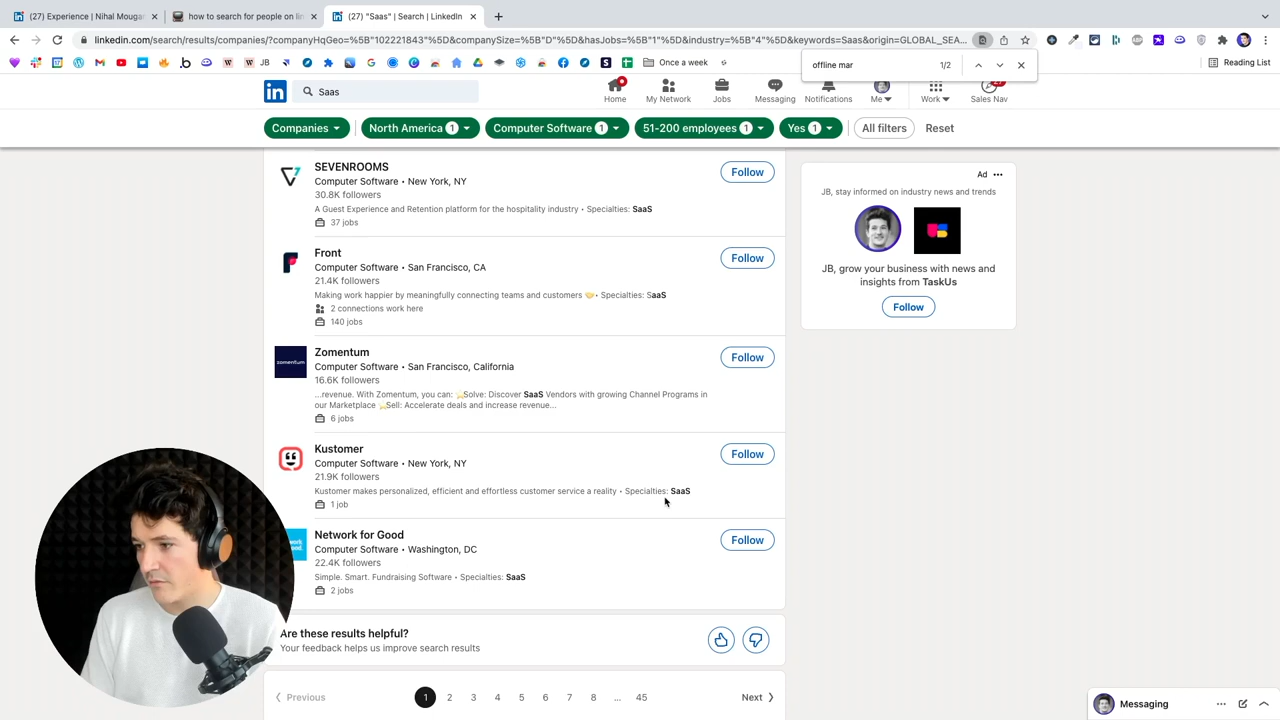 (27) Experience | Nihal Mouga
how to search for people on lin
(27) "Saas" | Search | LinkedIn
linkedin.com/search/results/companies/?companyHqGeo=%5B"102221843"%5D&companySize=%5B"D"%5D&hasJobs=%5B"1"%5D&industry=%5B"4"%5D&keywords=Saas&origin=GLOBAL_SEA...
offline mar
1/2
JB
Once a week
Reading List
in
Saas
Home
My Network
Jobs
Messaging
Notifications
Me
Work
Sales Nav
Companies
North America 1
Computer Software 1
51-200 employees 1
Yes 1
All filters
Reset
SEVENROOMS
Computer Software • New York, NY
30.8K followers
A Guest Experience and Retention platform for the hospitality industry • Specialties: SaaS
37 jobs
Follow
Front
Computer Software • San Francisco, CA
21.4K followers
Making work happier by meaningfully connecting teams and customers • Specialties: SaaS
2 connections work here
140 jobs
Follow
zomentum
Zomentum
Computer Software • San Francisco, California
16.6K followers
...revenue. With Zomentum, you can: Solve: Discover SaaS Vendors with growing Channel Programs in
our Marketplace Sell: Accelerate deals and increase revenue...
6 jobs
Follow
Kustomer
Computer Software • New York, NY
21.9K followers
Kustomer makes personalized, efficient and effortless customer service a reality • Specialties: SaaS
1 job
Follow
Network for Good
Computer Software • Washington, DC
22.4K followers
Simple. Smart. Fundraising Software • Specialties: SaaS
2 jobs
Follow
Are these results helpful?
Your feedback helps us improve search results
Previous
1 2 3 4 5 6 7 8 ... 45
Next
Ad
JB, stay informed on industry news and trends
JB, grow your business with news and
insights from TaskUs
Follow
Messaging